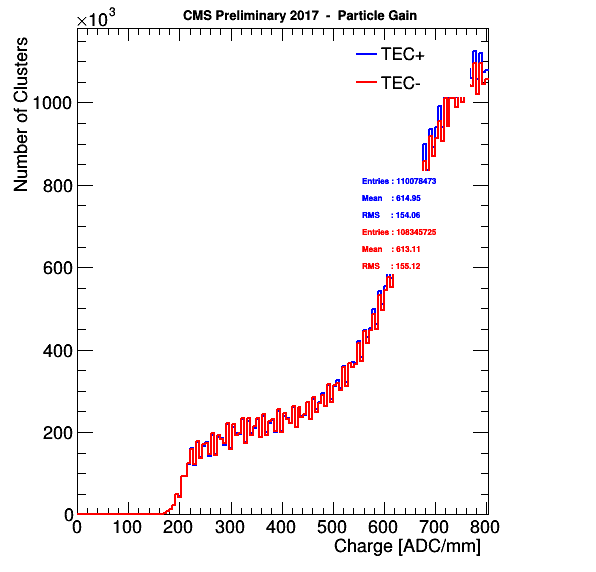 CMS Preliminary 2017 - Particle Gain
×10³
Number of Clusters
TEC+
TEC-
1000
800
600
400
200
0
Entries : 110078473
Mean : 614.95
RMS : 154.06
Entries : 108345725
Mean : 613.11
RMS : 155.12
0 100 200 300 400 500 600 700 800
Charge [ADC/mm]